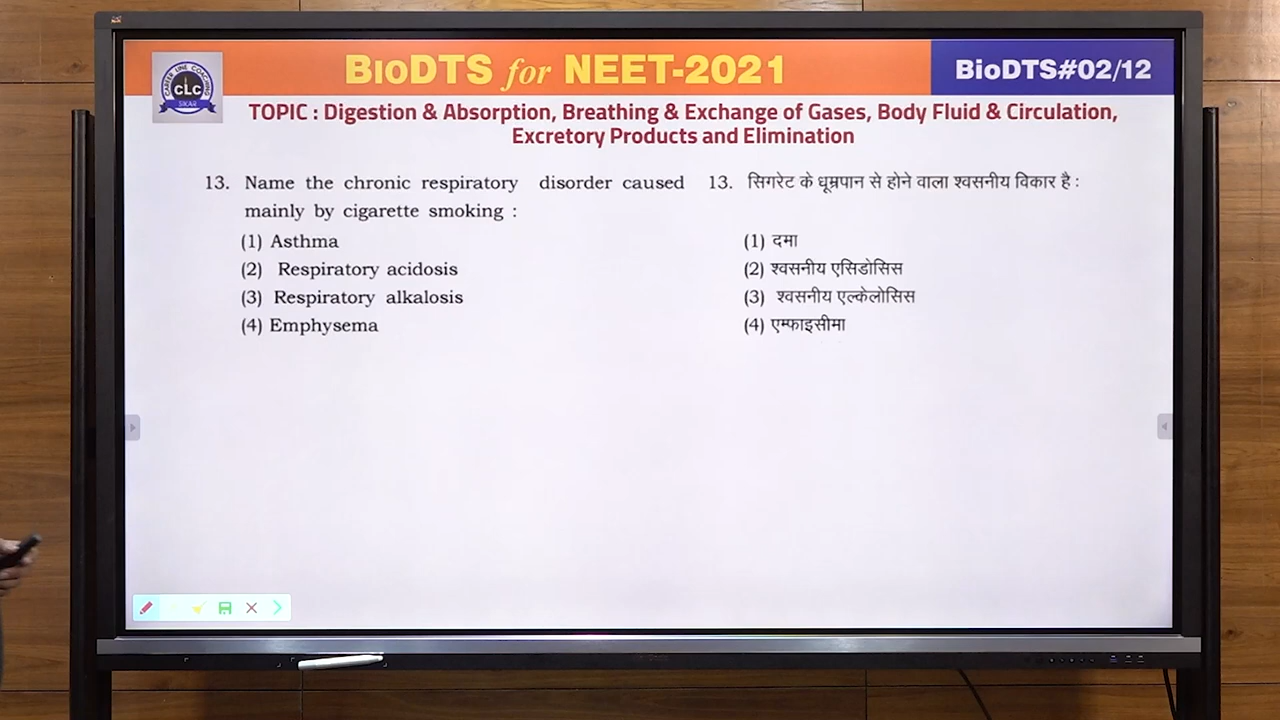 BIODTS for NEET-2021
BioDTS#02/12
CAREER LINE COACHING
CLC
SIKAR
TOPIC : Digestion & Absorption, Breathing & Exchange of Gases, Body Fluid & Circulation,
Excretory Products and Elimination
13. Name the chronic respiratory disorder caused
mainly by cigarette smoking :
(1) Asthma
(2) Respiratory acidosis
(3) Respiratory alkalosis
(4) Emphysema
13. सिगरेट के धूम्रपान से होने वाला श्वसनीय विकार है :
(1) दमा
(2) श्वसनीय एसिडोसिस
(3) श्वसनीय एल्केलोसिस
(4) एम्फाइसीमा